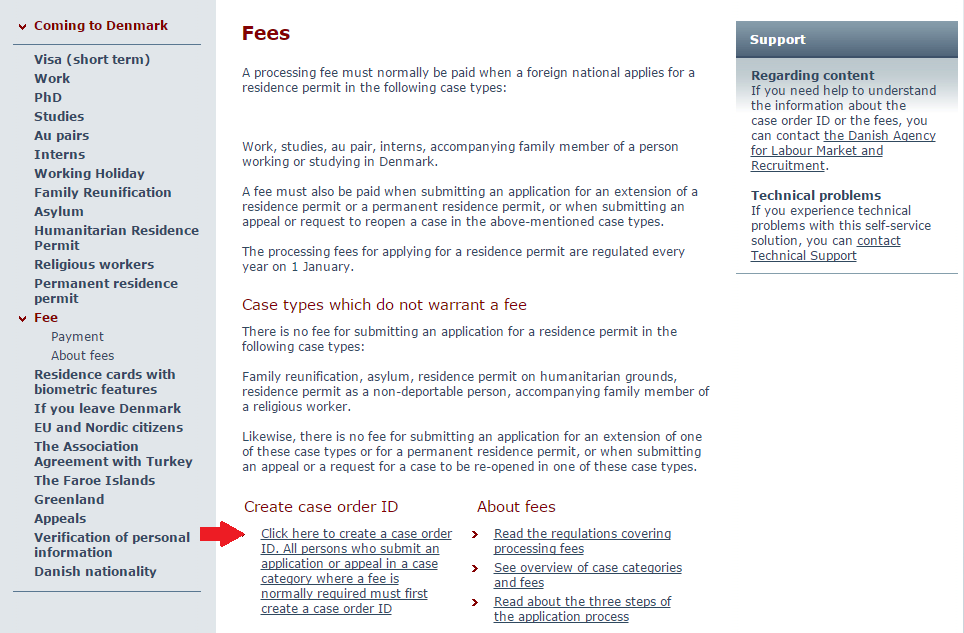 Coming to Denmark
Visa (short term)
Work
PhD
Studies
Au pairs
Interns
Working Holiday
Family Reunification
Asylum
Humanitarian Residence
Permit
Religious workers
Permanent residence
permit
Fee
Payment
About fees
Residence cards with
biometric features
If you leave Denmark
EU and Nordic citizens
The Association
Agreement with Turkey
The Faroe Islands
Greenland
Appeals
Verification of personal
information
Danish nationality
Fees
A processing fee must normally be paid when a foreign national applies for a
residence permit in the following case types:
Work, studies, au pair, interns, accompanying family member of a person
working or studying in Denmark.
A fee must also be paid when submitting an application for an extension of a
residence permit or a permanent residence permit, or when submitting an
appeal or request to reopen a case in the above-mentioned case types.
The processing fees for applying for a residence permit are regulated every
year on 1 January.
Case types which do not warrant a fee
There is no fee for submitting an application for a residence permit in the
following case types:
Family reunification, asylum, residence permit on humanitarian grounds,
residence permit as a non-deportable person, accompanying family member of
a religious worker.
Likewise, there is no fee for submitting an application for an extension of one
of these case types or for a permanent residence permit, or when submitting
an appeal or a request for a case to be re-opened in one of these case types.
Create case order ID
Click here to create a case order
ID. All persons who submit an
application or appeal in a case
category where a fee is
normally required must first
create a case order ID
About fees
Read the regulations covering
processing fees
See overview of case categories
and fees
Read about the three steps of
the application process
Support
Regarding content
If you need help to understand
the information about the
case order ID or the fees, you
can contact the Danish Agency
for Labour Market and
Recruitment.
Technical problems
If you experience technical
problems with this self-service
solution, you can contact
Technical Support